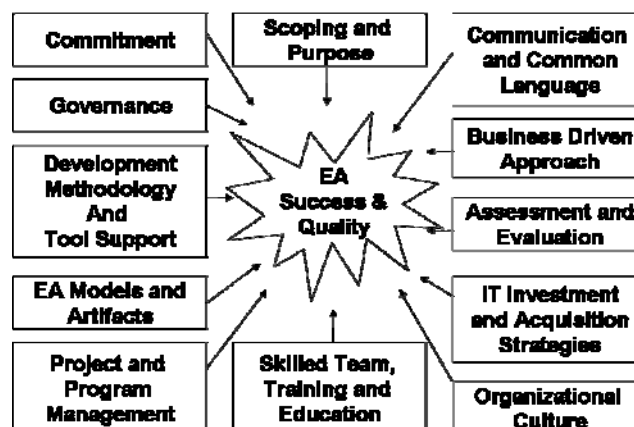 Commitment
Scoping and
Purpose
Communication
and Common
Language
Governance
Business Driven
Approach
Development
Methodology
And
Tool Support
EA
Success &
Quality
Assessment and
Evaluation
EA Models and
Artifacts
IT Investment
and Acquisition
Strategies
Project and
Program
Management
Skilled Team,
Training and
Education
Organizational
Culture